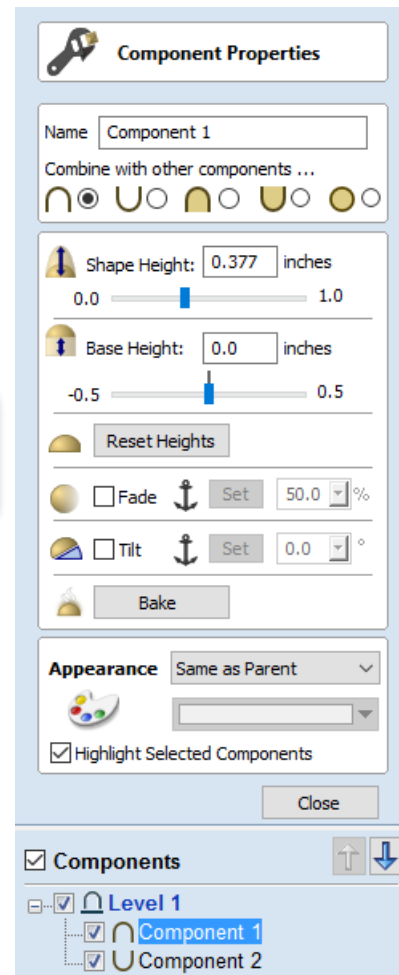 Component Properties
Name Component 1
Combine with other components ...
Shape Height: 0.377 inches
0.0 1.0
Base Height: 0.0 inches
-0.5 0.5
Reset Heights
Fade Set 50.0 %
Tilt Set 0.0 °
Bake
Appearance Same as Parent
Highlight Selected Components
Close
Components
Level 1
Component 1
Component 2